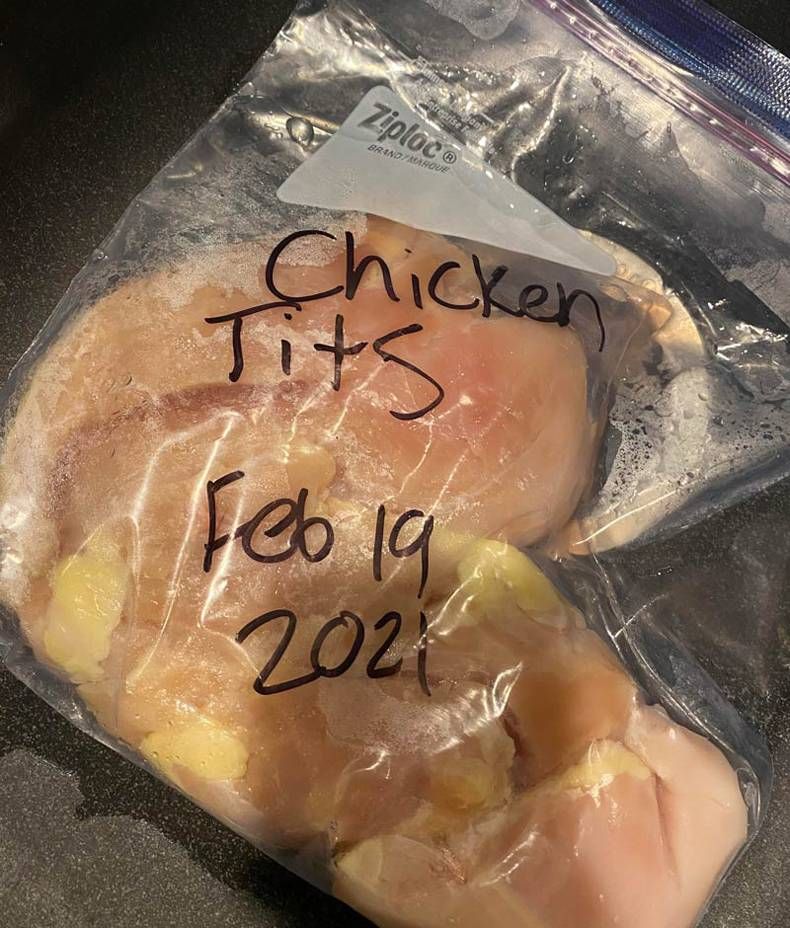 Ziploc®
BRAND/MARQUE
Chicken
Tits
Feb 19
2021